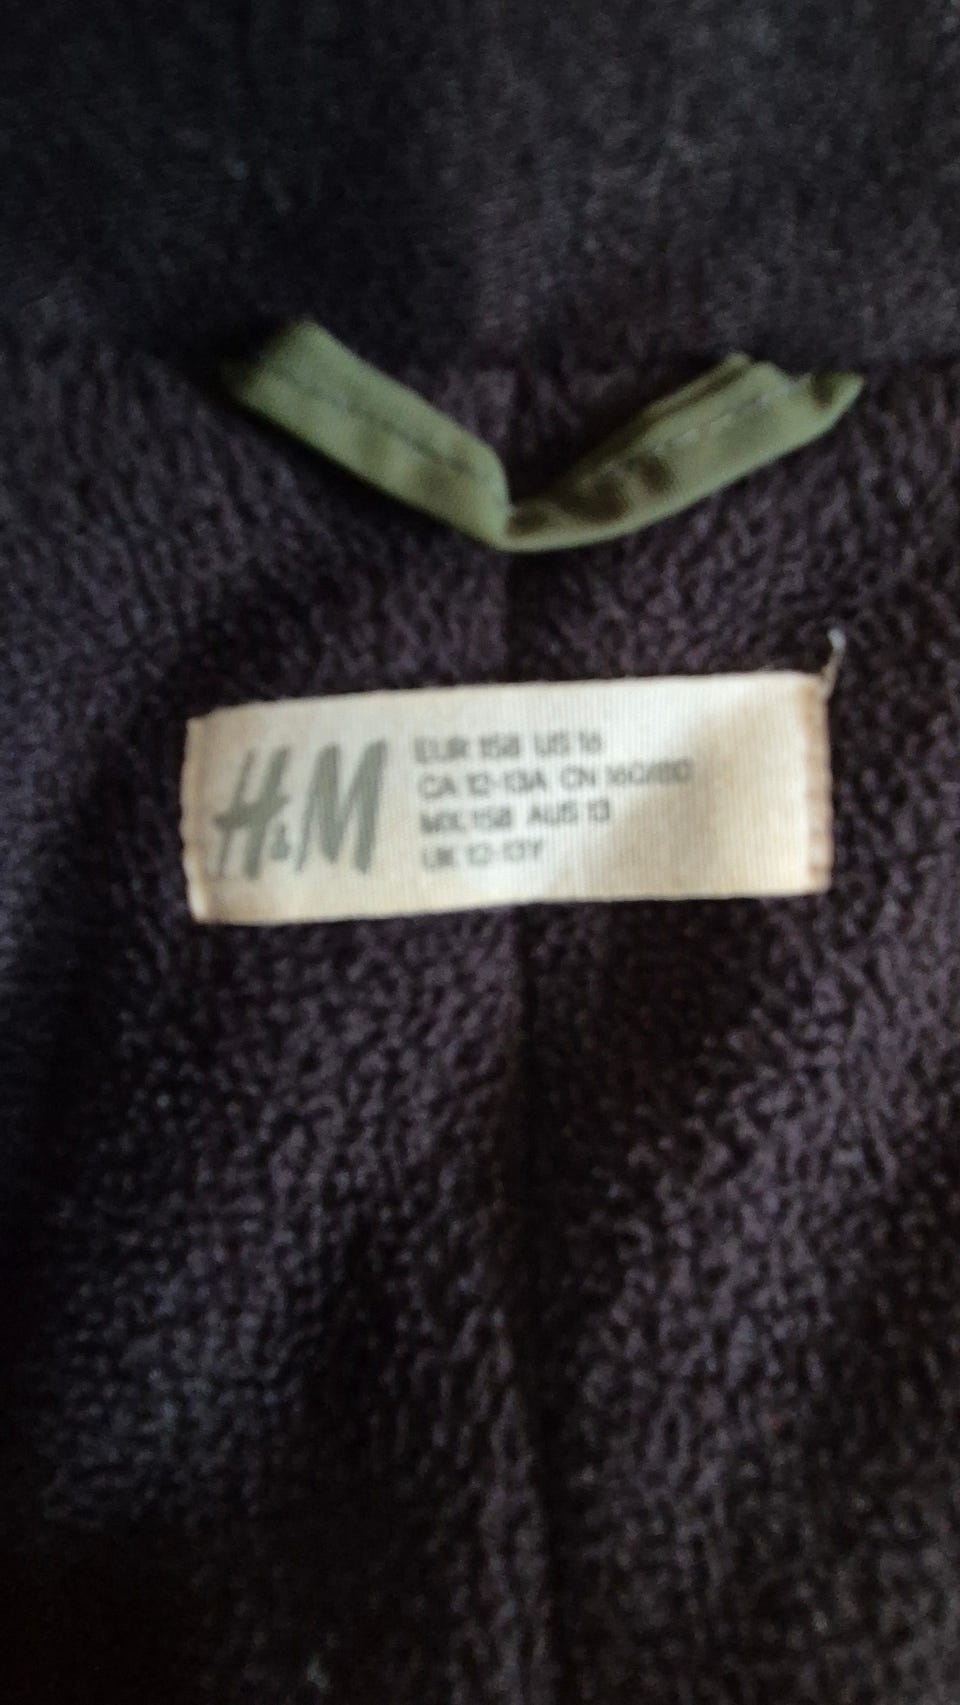 H&M
EUR 158 US 16
CA 12-13A CN 160/80
MX 158 AUS 13
UK 12-13Y